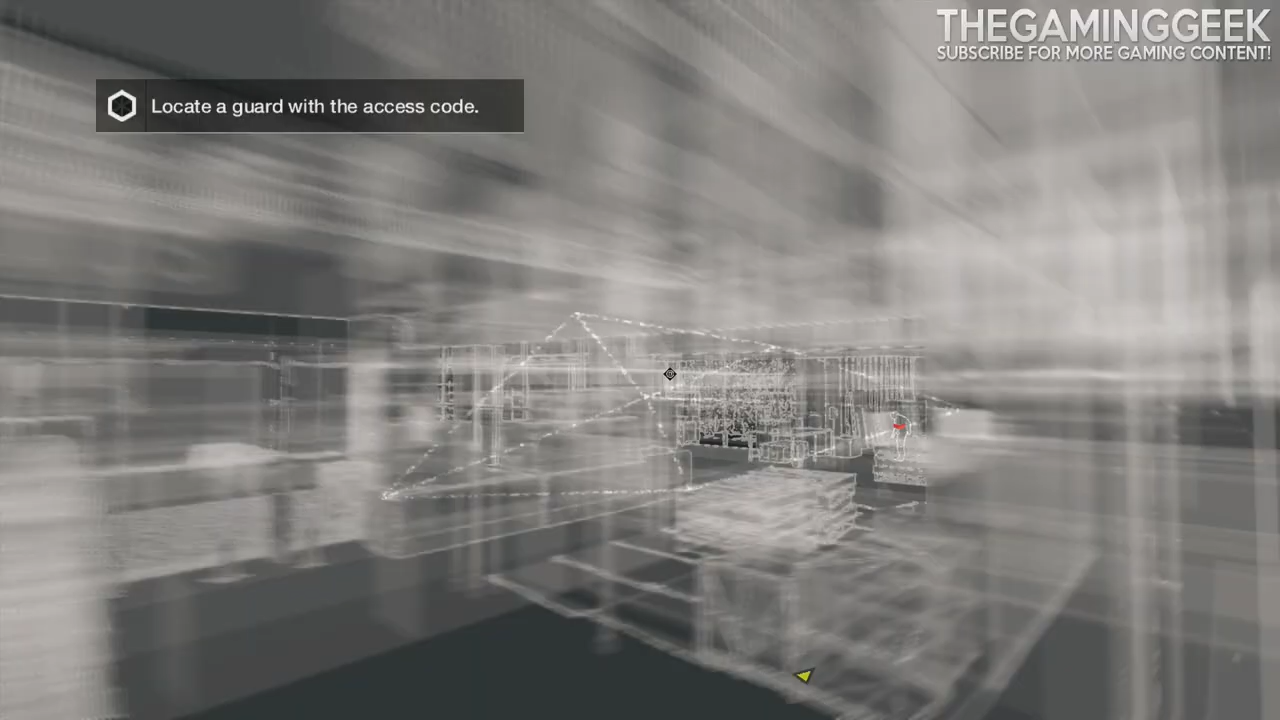 THEGAMINGGEEK
SUBSCRIBE FOR MORE GAMING CONTENT!
Locate a guard with the access code.